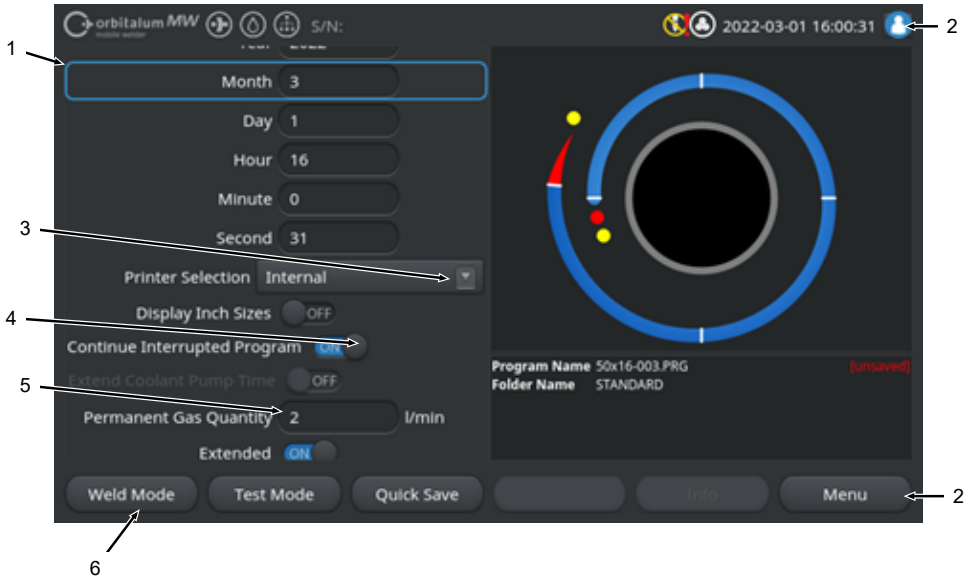 orbitalum MW
mobile welder
S/N:
2022-03-01 16:00:31
2
1
Year 2022
Month 3
Day 1
Hour 16
Minute 0
Second 31
3
Printer Selection Internal
Display Inch Sizes OFF
4
Continue Interrupted Program ON
Extend Coolant Pump Time OFF
5
Permanent Gas Quantity 2 l/min
Extended ON
Program Name 50x16-003.PRG [unsaved]
Folder Name STANDARD
Weld Mode
Test Mode
Quick Save
Info
Menu
2
6